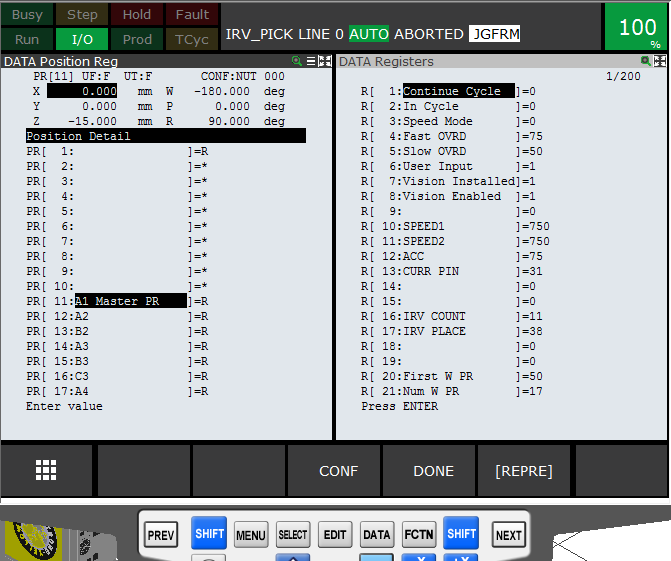 Busy Step Hold Fault
Run I/O Prod TCyc
IRV_PICK LINE 0 AUTO ABORTED JGFRM
100
%
DATA Position Reg
PR[11] UF:F UT:F CONF:NUT 000
X 0.000 mm W -180.000 deg
Y 0.000 mm P 0.000 deg
Z -15.000 mm R 90.000 deg
Position Detail
PR[ 1: ]=R
PR[ 2: ]=*
PR[ 3: ]=*
PR[ 4: ]=*
PR[ 5: ]=*
PR[ 6: ]=*
PR[ 7: ]=*
PR[ 8: ]=*
PR[ 9: ]=*
PR[ 10: ]=*
PR[ 11:A1 Master PR ]=R
PR[ 12:A2 ]=R
PR[ 13:B2 ]=R
PR[ 14:A3 ]=R
PR[ 15:B3 ]=R
PR[ 16:C3 ]=R
PR[ 17:A4 ]=R
Enter value
DATA Registers
1/200
R[ 1:Continue Cycle ]=0
R[ 2:In Cycle ]=0
R[ 3:Speed Mode ]=0
R[ 4:Fast OVRD ]=75
R[ 5:Slow OVRD ]=50
R[ 6:User Input ]=1
R[ 7:Vision Installed]=1
R[ 8:Vision Enabled ]=1
R[ 9: ]=0
R[ 10:SPEED1 ]=750
R[ 11:SPEED2 ]=750
R[ 12:ACC ]=75
R[ 13:CURR PIN ]=31
R[ 14: ]=0
R[ 15: ]=0
R[ 16:IRV COUNT ]=11
R[ 17:IRV PLACE ]=38
R[ 18: ]=0
R[ 19: ]=0
R[ 20:First W PR ]=50
R[ 21:Num W PR ]=17
Press ENTER
CONF DONE [REPRE]
PREV SHIFT MENU SELECT EDIT DATA FCTN SHIFT NEXT